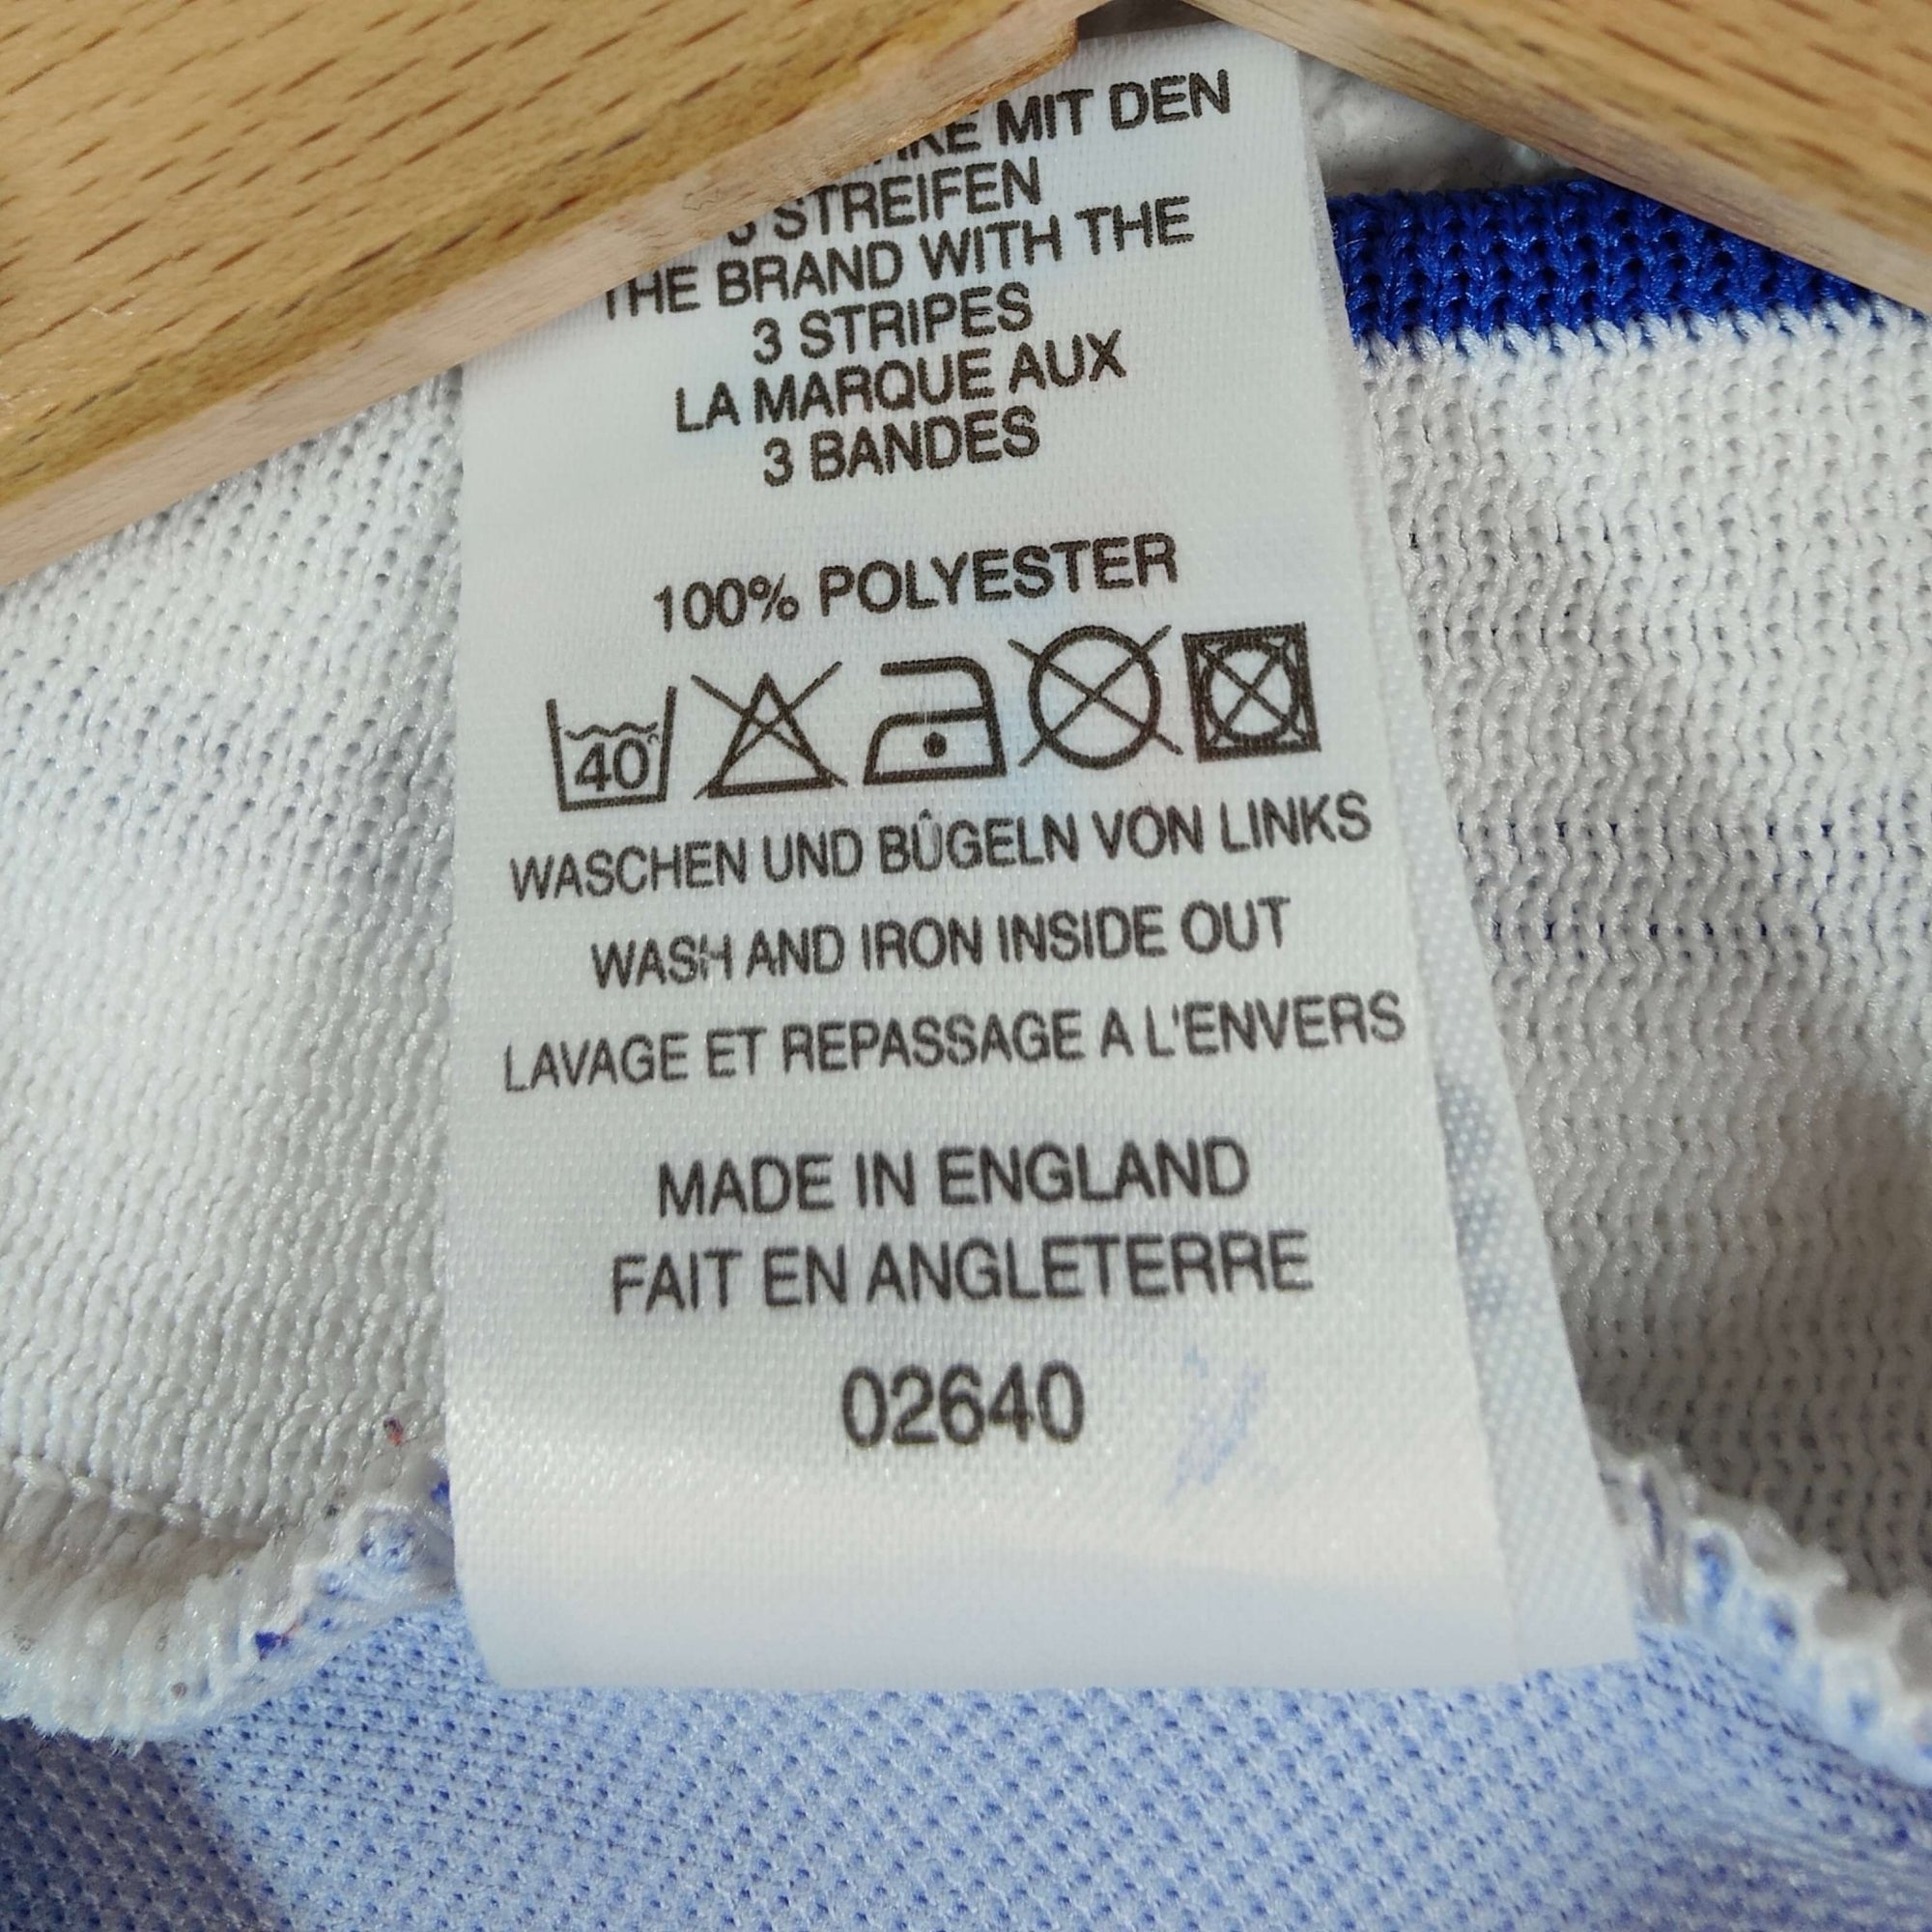 MIT DEN
STREIFEN
THE BRAND WITH THE
3 STRIPES
LA MARQUE AUX
3 BANDES
100% POLYESTER
40
WASCHEN UND BÛGELN VON LINKS
WASH AND IRON INSIDE OUT
LAVAGE ET REPASSAGE A L'ENVERS
MADE IN ENGLAND
FAIT EN ANGLETERRE
02640